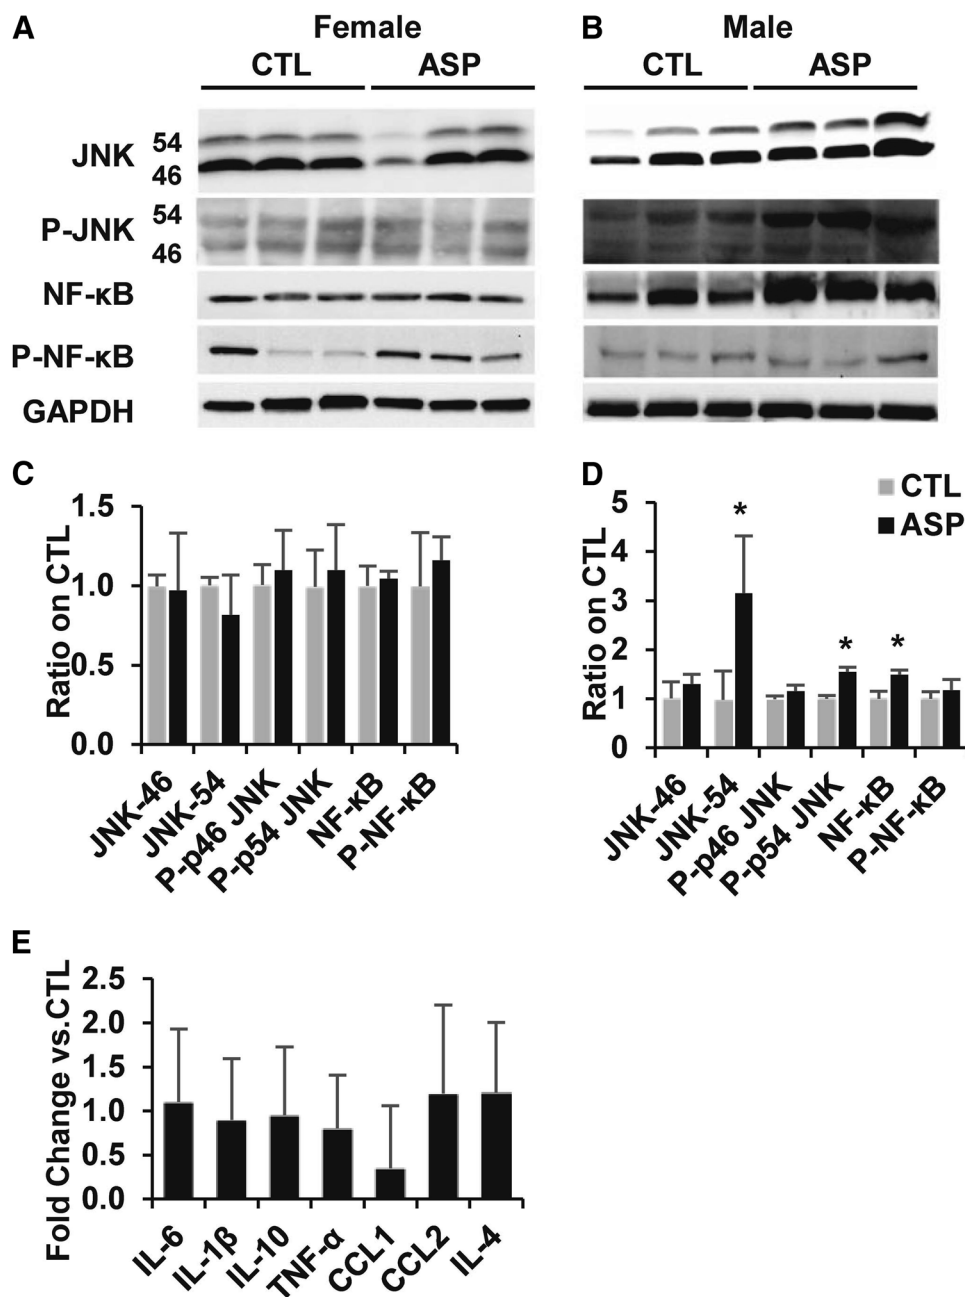 A
Female
CTL ASP
JNK
54
46
P-JNK
54
46
NF-κB
P-NF-κB
GAPDH
B
Male
CTL ASP
C
Ratio on CTL
1.5
1.0
0.5
0.0
JNK-46
JNK-54
P-p46 JNK
P-p54 JNK
NF-κB
P-NF-κB
D
CTL
ASP
Ratio on CTL
5
4
3
2
1
0
*
*
*
JNK-46
JNK-54
P-p46 JNK
P-p54 JNK
NF-κB
P-NF-κB
E
Fold Change vs.CTL
2.5
2.0
1.5
1.0
0.5
0.0
IL-6
IL-1β
IL-10
TNF-α
CCL1
CCL2
IL-4